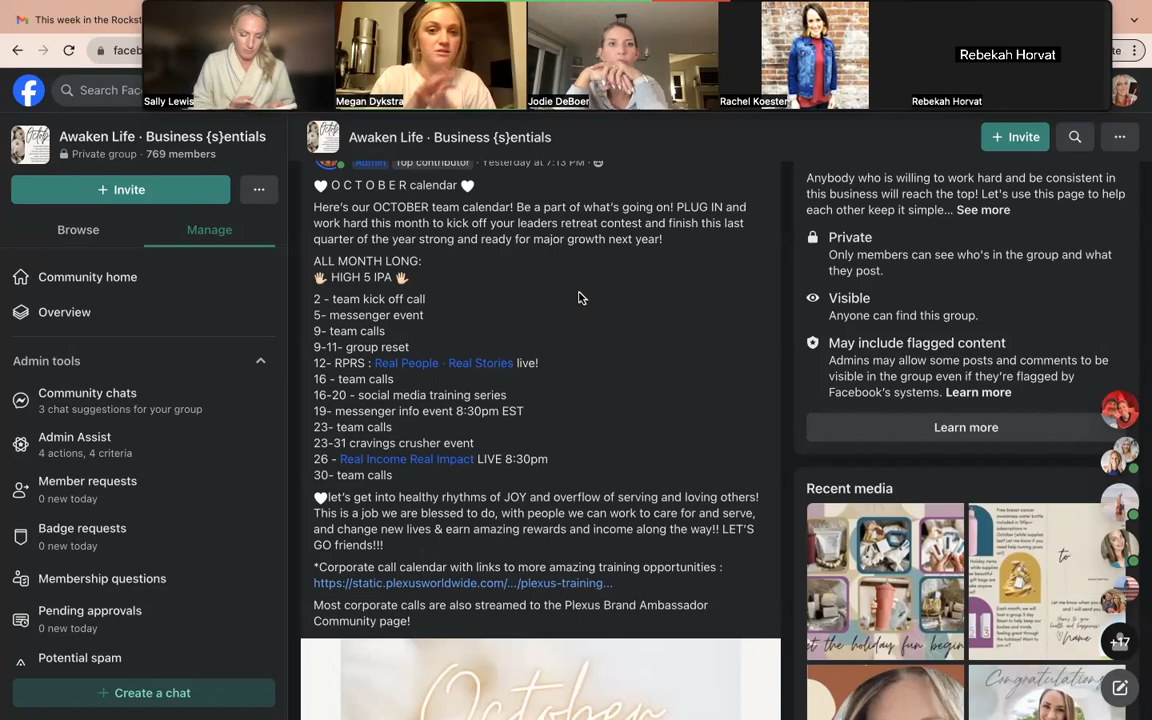 This week in the Rockst
faceb
te
Sally Lewis
Megan Dykstra
Jodie DeBoer
Rachel Koester
Rebekah Horvat
Rebekah Horvat
Search Fac
Awaken Life · Business {s}entials
Private group · 769 members
+ Invite
Browse
Manage
Community home
Overview
Admin tools
Community chats
3 chat suggestions for your group
Admin Assist
4 actions, 4 criteria
Member requests
0 new today
Badge requests
0 new today
Membership questions
Pending approvals
0 new today
Potential spam
+ Create a chat
Awaken Life · Business {s}entials
+ Invite
Admin Top contributor · Yesterday at 7:13 PM ·
🤍 O C T O B E R calendar 🤍
Here's our OCTOBER team calendar! Be a part of what's going on! PLUG IN and
work hard this month to kick off your leaders retreat contest and finish this last
quarter of the year strong and ready for major growth next year!
ALL MONTH LONG:
🖐🏻 HIGH 5 IPA 🖐🏻
2 - team kick off call
5- messenger event
9- team calls
9-11- group reset
12- RPRS : Real People · Real Stories live!
16 - team calls
16-20 - social media training series
19- messenger info event 8:30pm EST
23- team calls
23-31 cravings crusher event
26 - Real Income Real Impact LIVE 8:30pm
30- team calls
🤍let's get into healthy rhythms of JOY and overflow of serving and loving others!
This is a job we are blessed to do, with people we can work to care for and serve,
and change new lives & earn amazing rewards and income along the way!! LET'S
GO friends!!!
*Corporate call calendar with links to more amazing training opportunities :
https://static.plexusworldwide.com/.../plexus-training...
Most corporate calls are also streamed to the Plexus Brand Ambassador
Community page!
October
Anybody who is willing to work hard and be consistent in
this business will reach the top! Let's use this page to help
each other keep it simple... See more
Private
Only members can see who's in the group and what
they post.
Visible
Anyone can find this group.
May include flagged content
Admins may allow some posts and comments to be
visible in the group even if they're flagged by
Facebook's systems. Learn more
Learn more
Recent media
let the holiday fun begin
to
name
Congratulations
+17